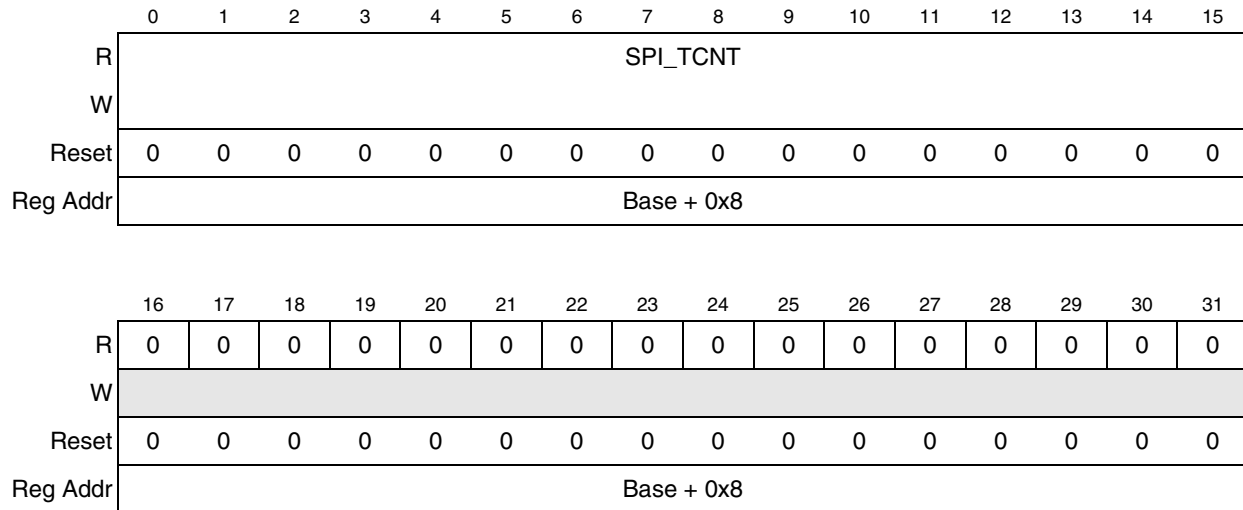 0 1 2 3 4 5 6 7 8 9 10 11 12 13 14 15
R SPI_TCNT
W
Reset 0 0 0 0 0 0 0 0 0 0 0 0 0 0 0 0
Reg Addr Base + 0x8
16 17 18 19 20 21 22 23 24 25 26 27 28 29 30 31
R 0 0 0 0 0 0 0 0 0 0 0 0 0 0 0 0
W
Reset 0 0 0 0 0 0 0 0 0 0 0 0 0 0 0 0
Reg Addr Base + 0x8